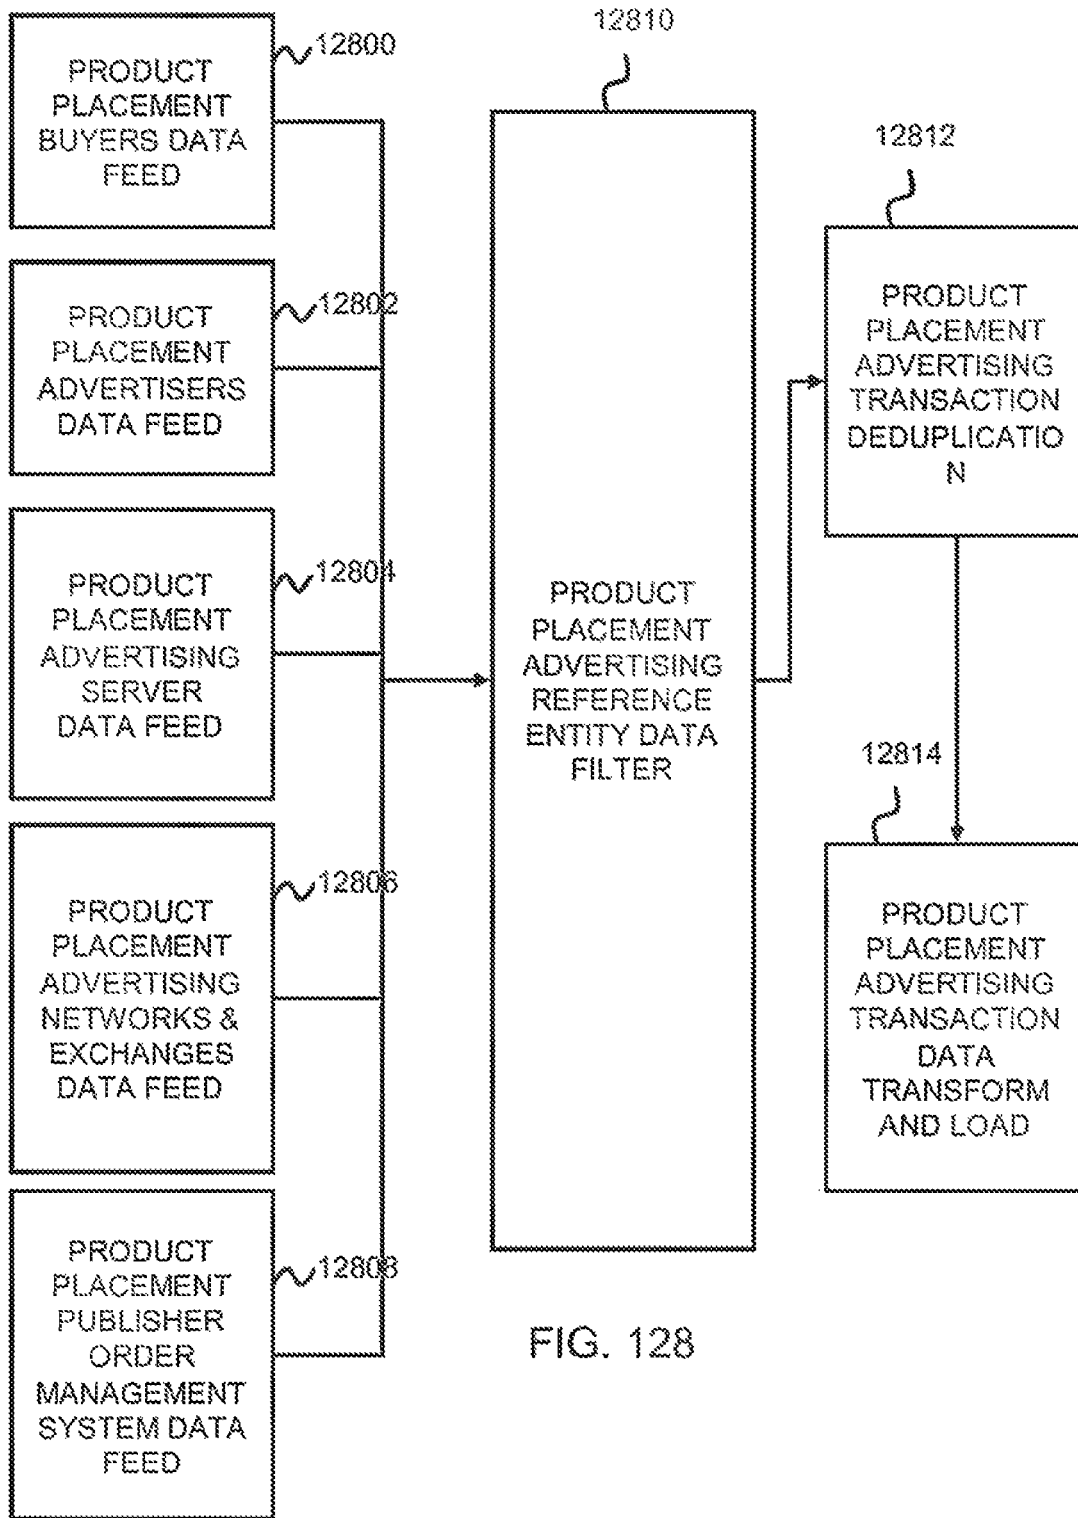 12800
PRODUCT
PLACEMENT
BUYERS DATA
FEED
12802
PRODUCT
PLACEMENT
ADVERTISERS
DATA FEED
12804
PRODUCT
PLACEMENT
ADVERTISING
SERVER
DATA FEED
12806
PRODUCT
PLACEMENT
ADVERTISING
NETWORKS &
EXCHANGES
DATA FEED
12808
PRODUCT
PLACEMENT
PUBLISHER
ORDER
MANAGEMENT
SYSTEM DATA
FEED
12810
PRODUCT
PLACEMENT
ADVERTISING
REFERENCE
ENTITY DATA
FILTER
12812
PRODUCT
PLACEMENT
ADVERTISING
TRANSACTION
DEDUPLICATIO
N
12814
PRODUCT
PLACEMENT
ADVERTISING
TRANSACTION
DATA
TRANSFORM
AND LOAD
FIG. 128